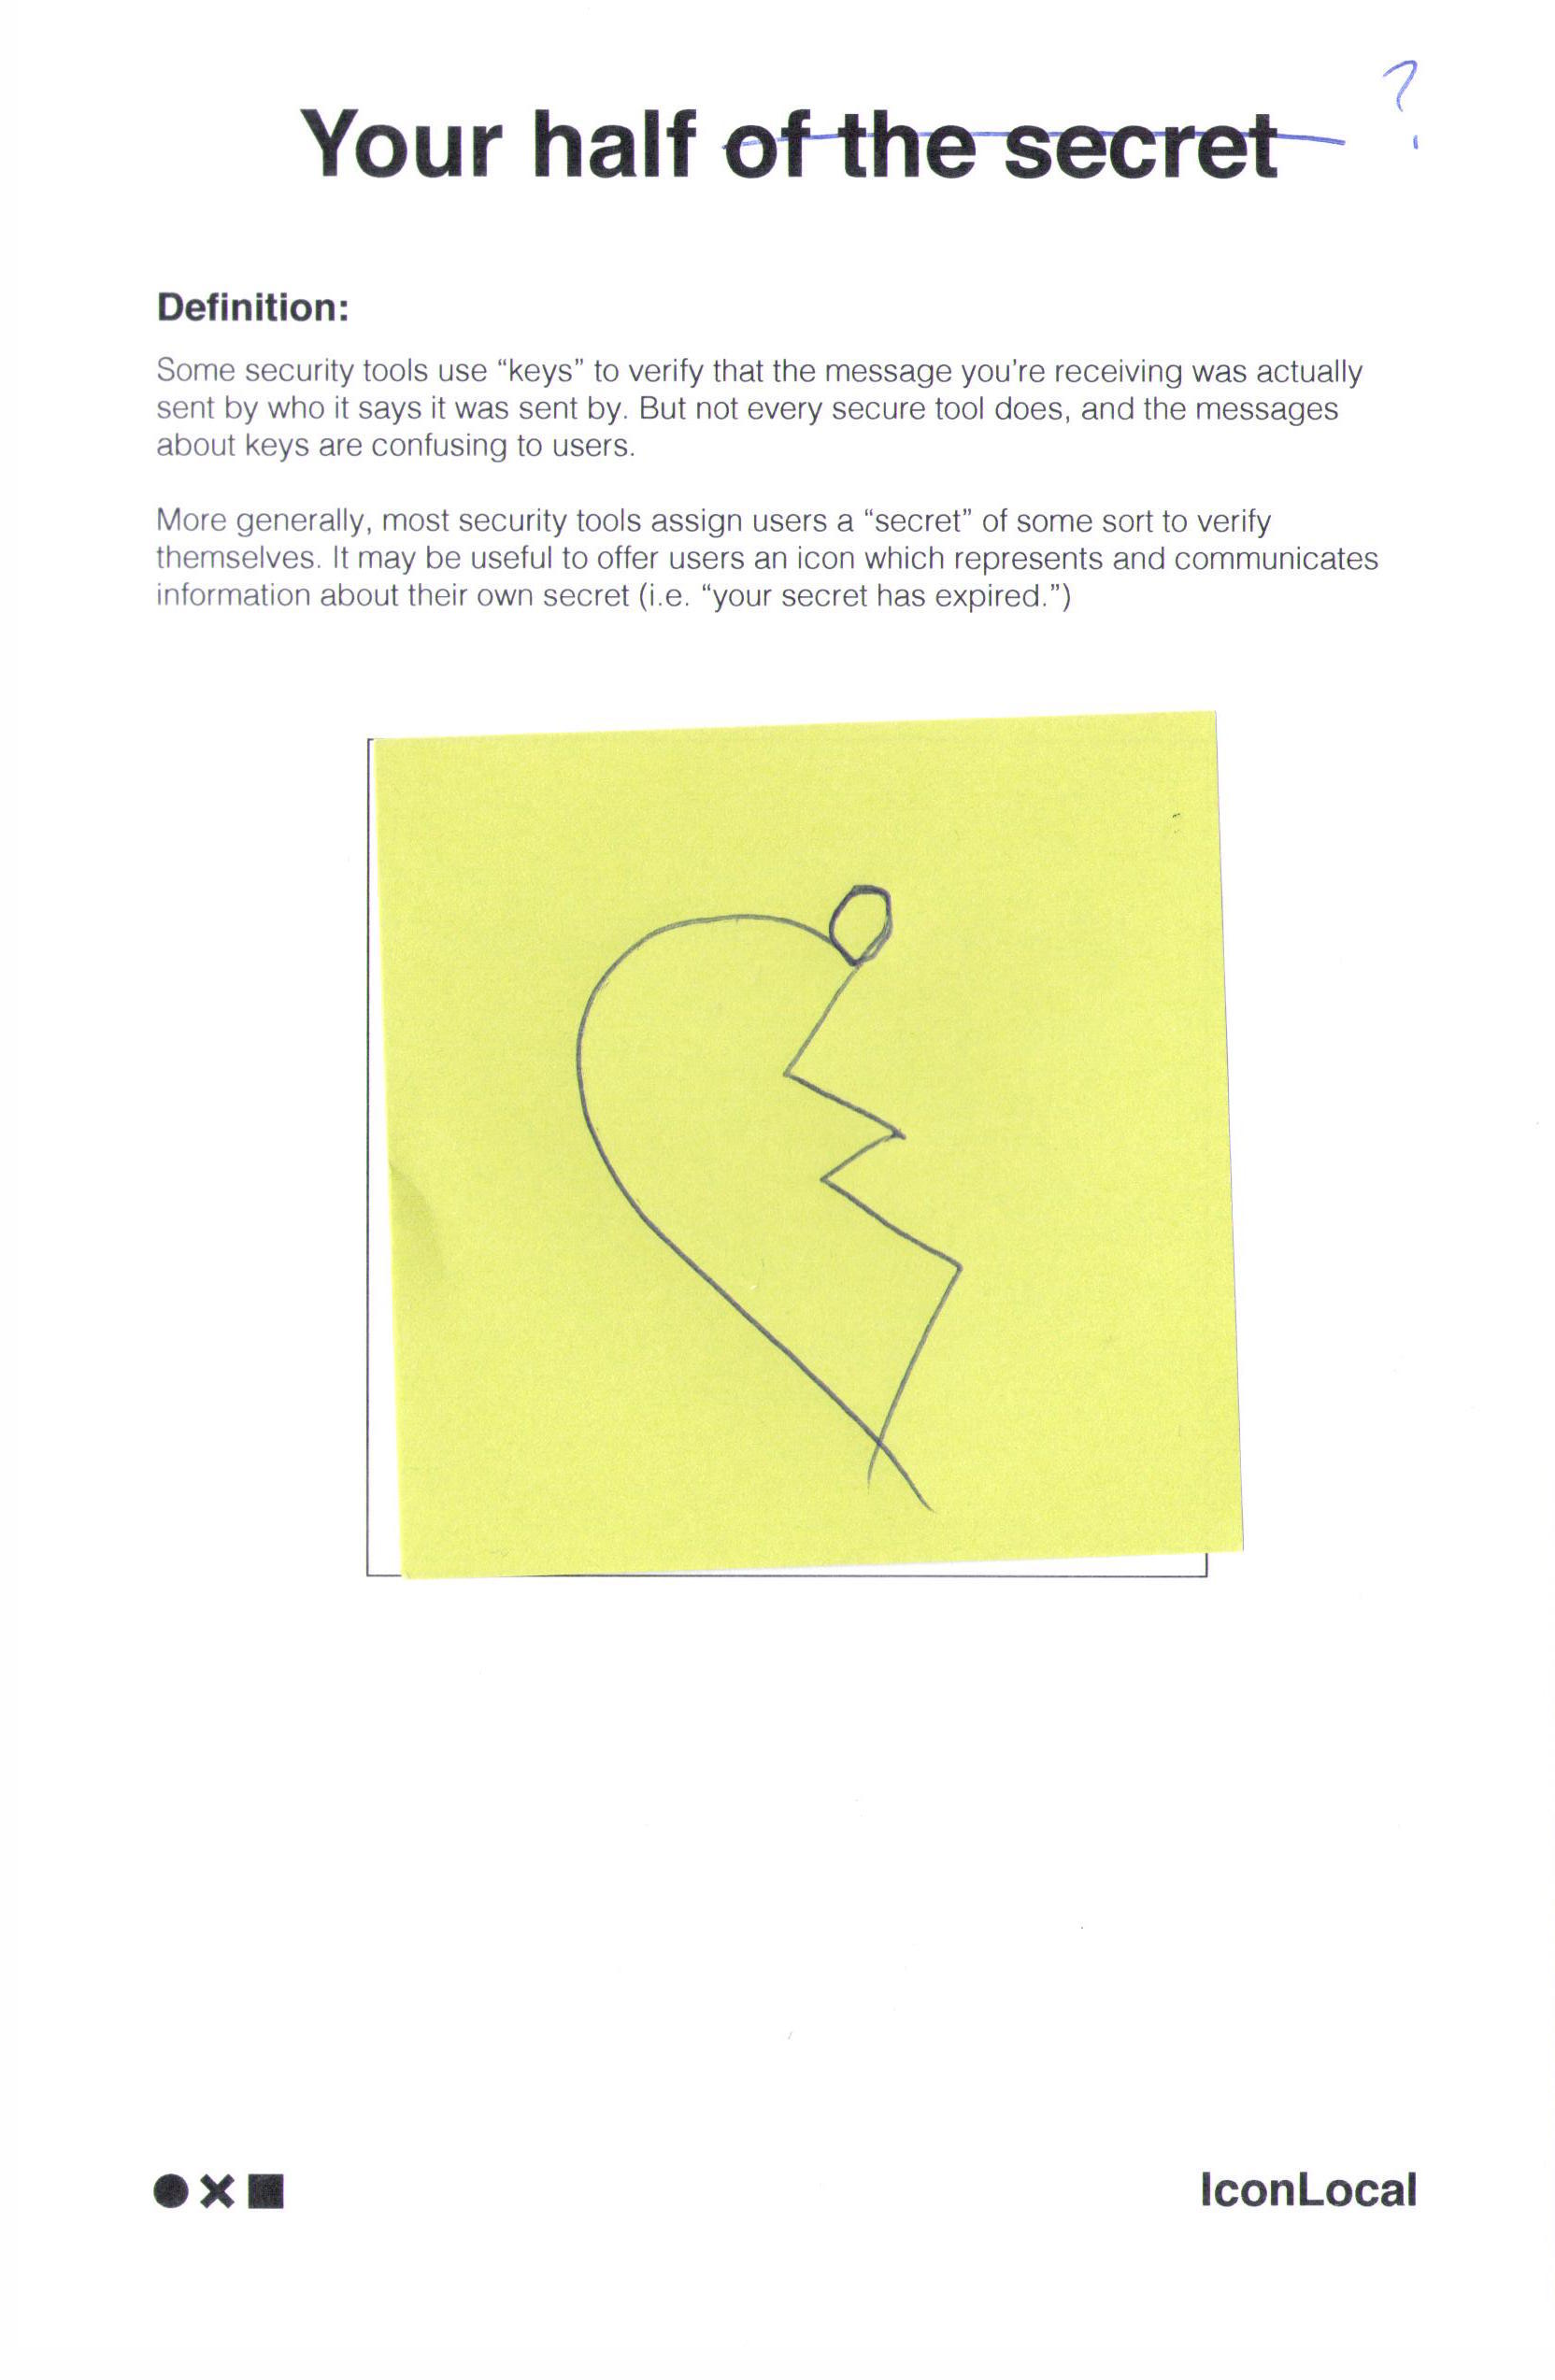 Your half of the secret ?
Definition:
Some security tools use “keys” to verify that the message you're receiving was actually
sent by who it says it was sent by. But not every secure tool does, and the messages
about keys are confusing to users.
More generally, most security tools assign users a “secret” of some sort to verify
themselves. It may be useful to offer users an icon which represents and communicates
information about their own secret (i.e. “your secret has expired.”)
IconLocal